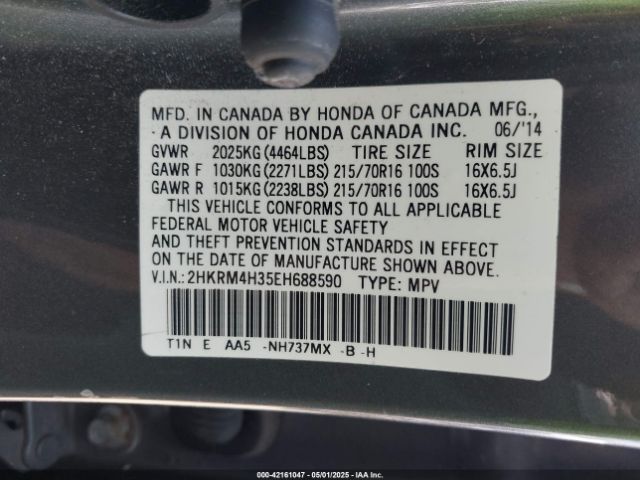 MFD. IN CANADA BY HONDA OF CANADA MFG.,
A DIVISION OF HONDA CANADA INC. 06/'14
GVWR 2025KG (4464LBS) TIRE SIZE RIM SIZE
GAWR F 1030KG (2271LBS) 215/70R16 100S 16X6.5J
GAWR R 1015KG (2238LBS) 215/70R16 100S 16X6.5J
THIS VEHICLE CONFORMS TO ALL APPLICABLE
FEDERAL MOTOR VEHICLE SAFETY
AND THEFT PREVENTION STANDARDS IN EFFECT
ON THE DATE OF MANUFACTURE SHOWN ABOVE.
V.I.N.: 2HKRM4H35EH688590 TYPE: MPV
T1N E AA5 -NH737MX -B -H
000-42161047 - 05/01/2025 - IAA Inc.